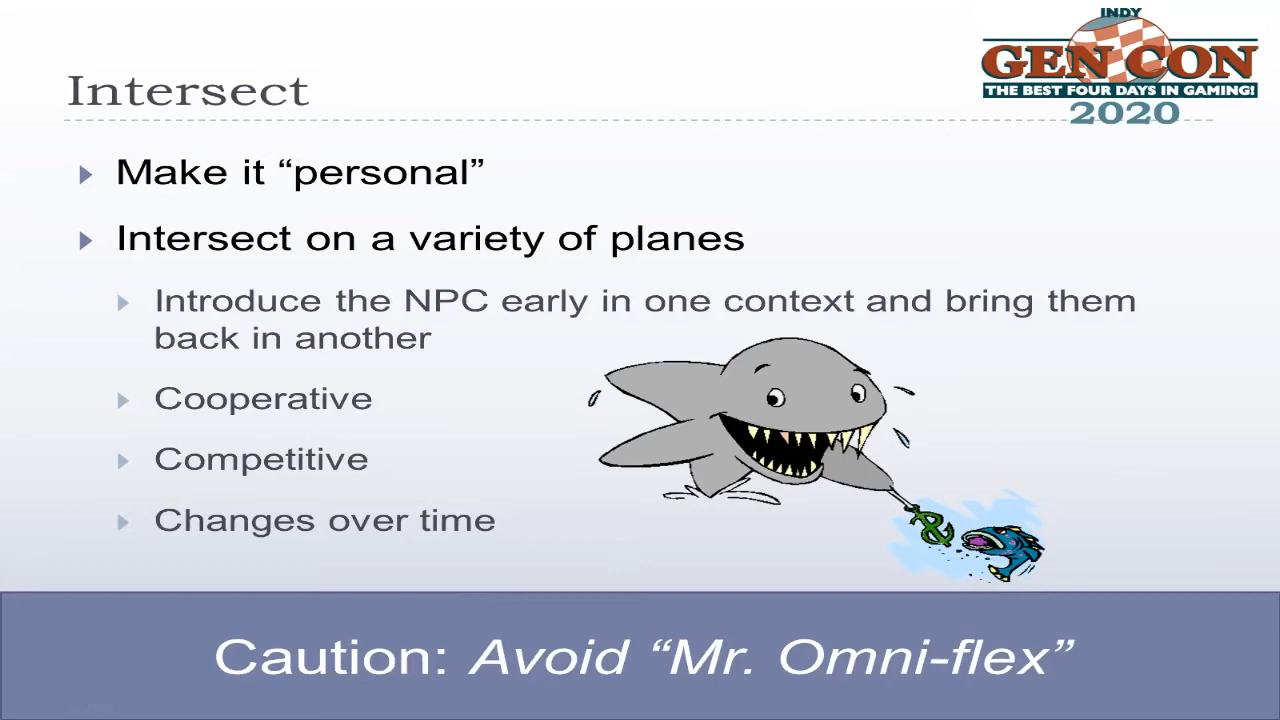 INDY
GEN CON
THE BEST FOUR DAYS IN GAMING!
2020
Intersect
Make it “personal”
Intersect on a variety of planes
Introduce the NPC early in one context and bring them
back in another
Cooperative
Competitive
Changes over time
$
Caution: Avoid “Mr. Omni-flex”